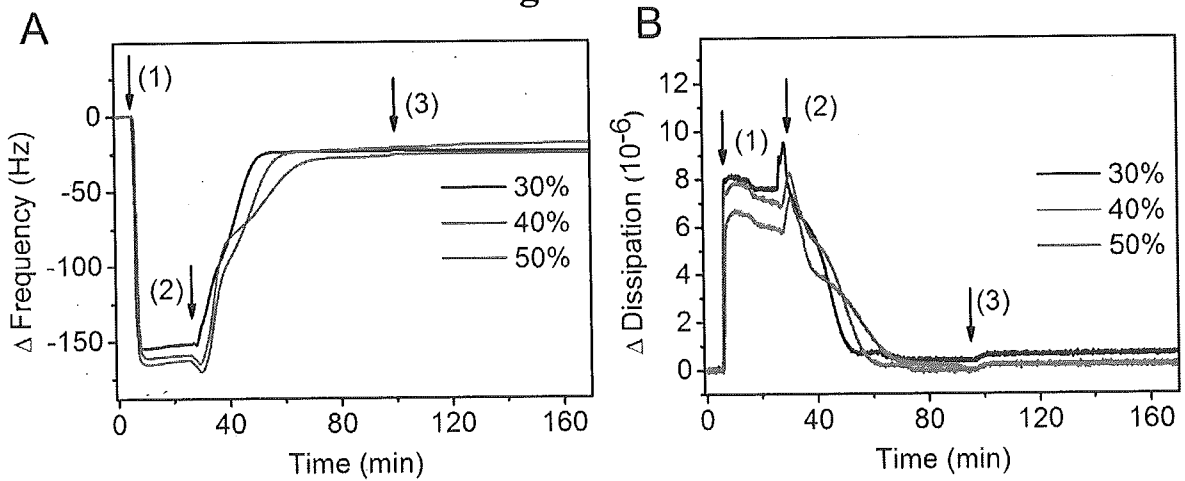 A
B
(1)
(3)
(2)
30%
40%
50%
0
-50
-100
-150
Δ Frequency (Hz)
0 40 80 120 160
Time (min)
(1)
(2)
(3)
30%
40%
50%
12
10
8
6
4
2
0
Δ Dissipation (10⁻⁶)
0 40 80 120 160
Time (min)